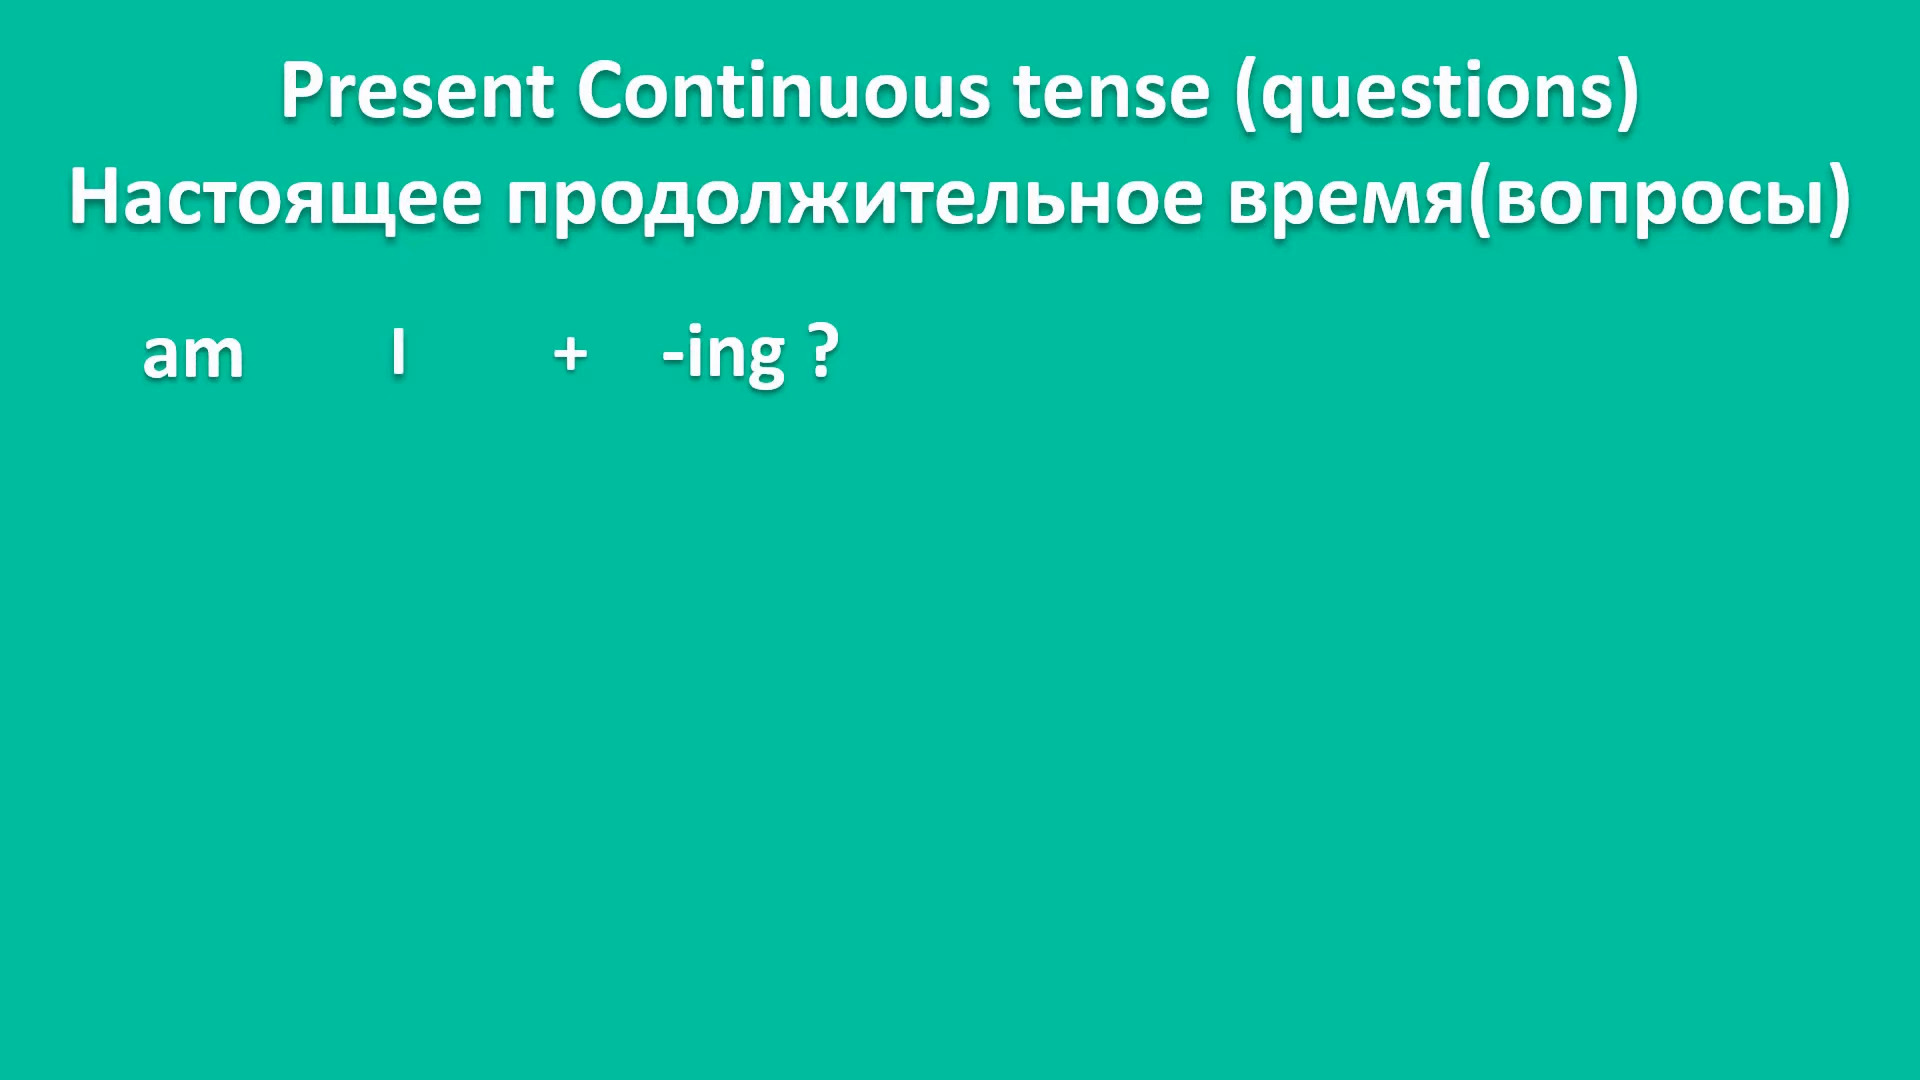 Present Continuous tense (questions)
Настоящее продолжительное время(вопросы)
am I + -ing ?